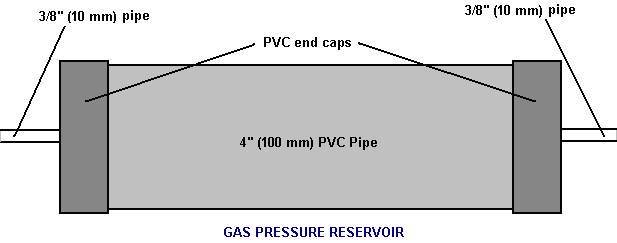 3/8" (10 mm) pipe
3/8" (10 mm) pipe
PVC end caps
4" (100 mm) PVC Pipe
GAS PRESSURE RESERVOIR